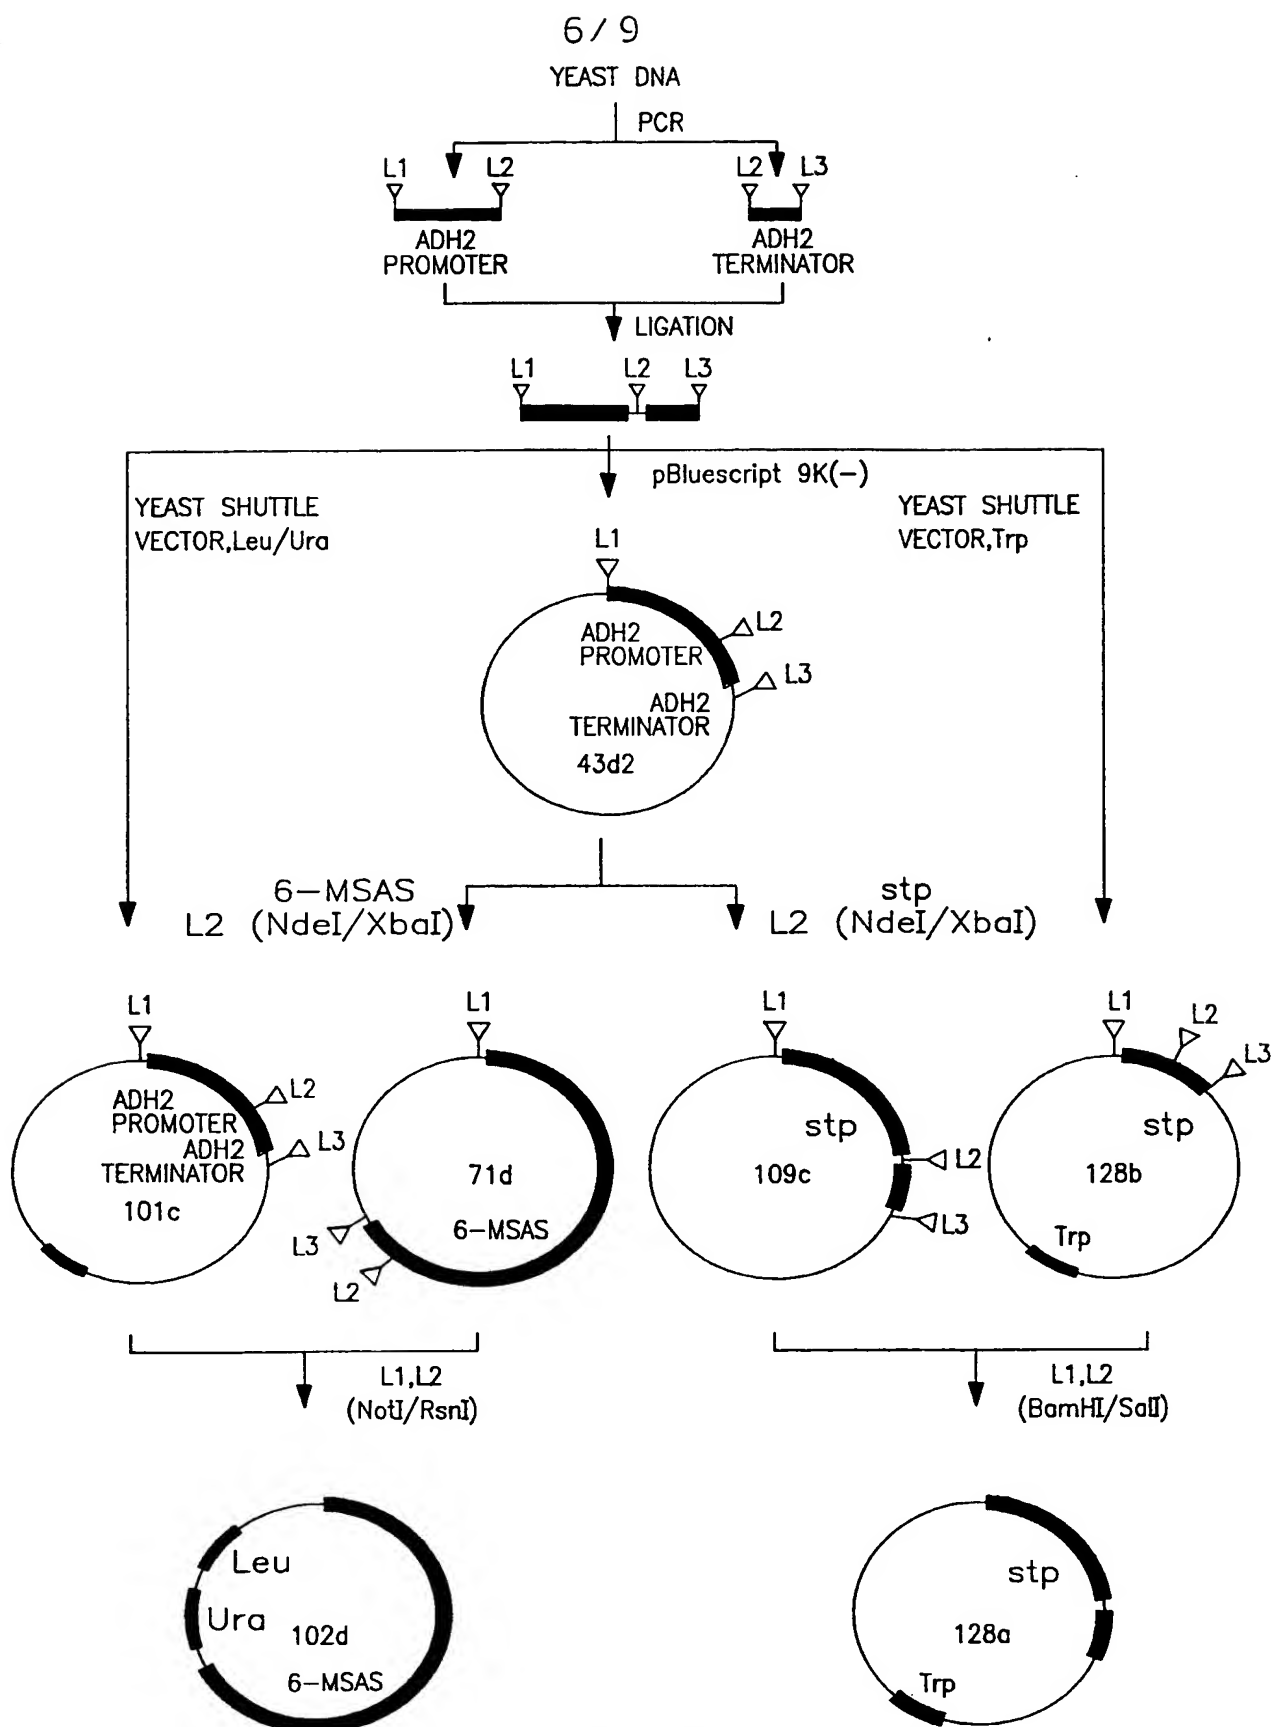 6/9
YEAST DNA
PCR
L1 L2 L2 L3
ADH2
PROMOTER
ADH2
TERMINATOR
LIGATION
L1 L2 L3
pBluescript 9K(-)
YEAST SHUTTLE
VECTOR,Leu/Ura
YEAST SHUTTLE
VECTOR,Trp
L1
L2
L3
ADH2
PROMOTER
ADH2
TERMINATOR
43d2
6-MSAS
L2 (NdeI/XbaI)
stp
L2 (NdeI/XbaI)
L1
L2
L3
ADH2
PROMOTER
ADH2
TERMINATOR
101c
L1
71d
6-MSAS
L3
L2
L1
stp
109c
L2
L3
L1
L2
L3
stp
128b
Trp
L1,L2
(NotI/RsnI)
L1,L2
(BamHI/SalI)
Leu
Ura
102d
6-MSAS
stp
128a
Trp